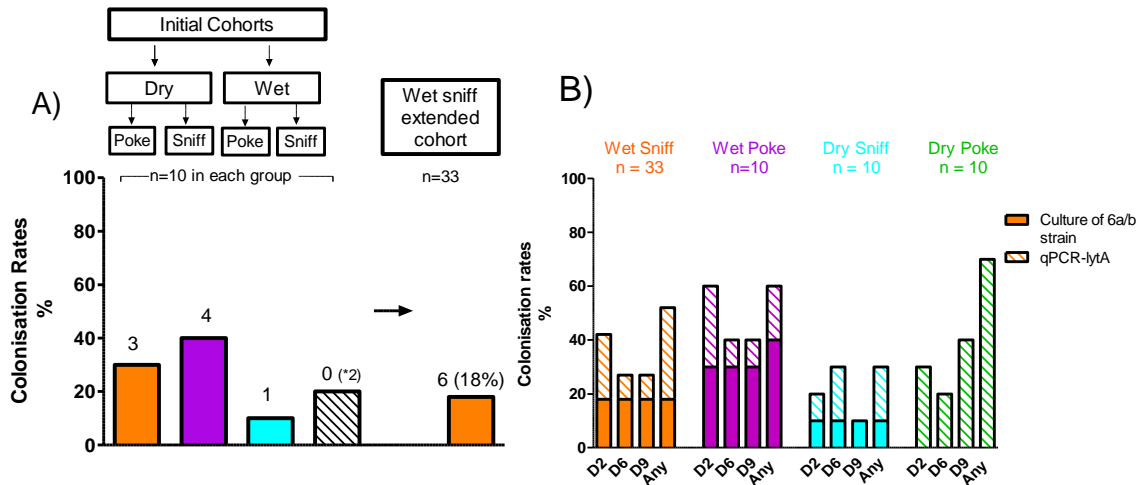 Initial Cohorts
Dry
Wet
Poke
Sniff
Poke
Sniff
A)
Wet sniff
extended
cohort
n=10 in each group
n=33
Colonisation Rates
%
100
80
60
40
20
0
3
4
1
0 (*2)
6 (18%)
B)
Wet Sniff
n = 33
Wet Poke
n=10
Dry Sniff
n = 10
Dry Poke
n = 10
Colonisation rates
%
100
80
60
40
20
0
D2
D6
D9
Any
D2
D6
D9
Any
D2
D6
D9
Any
D2
D6
D9
Any
Culture of 6a/b
strain
qPCR-lytA